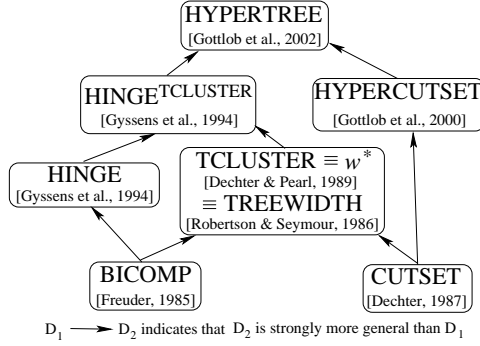 HYPERTREE
[Gottlob et al., 2002]
HINGE^TCLUSTER
[Gyssens et al., 1994]
HYPERCUTSET
[Gottlob et al., 2000]
HINGE
[Gyssens et al., 1994]
TCLUSTER ≡ w*
[Dechter & Pearl, 1989]
≡ TREEWIDTH
[Robertson & Seymour, 1986]
BICOMP
[Freuder, 1985]
CUTSET
[Dechter, 1987]
D₁ ⟶ D₂ indicates that D₂ is strongly more general than D₁